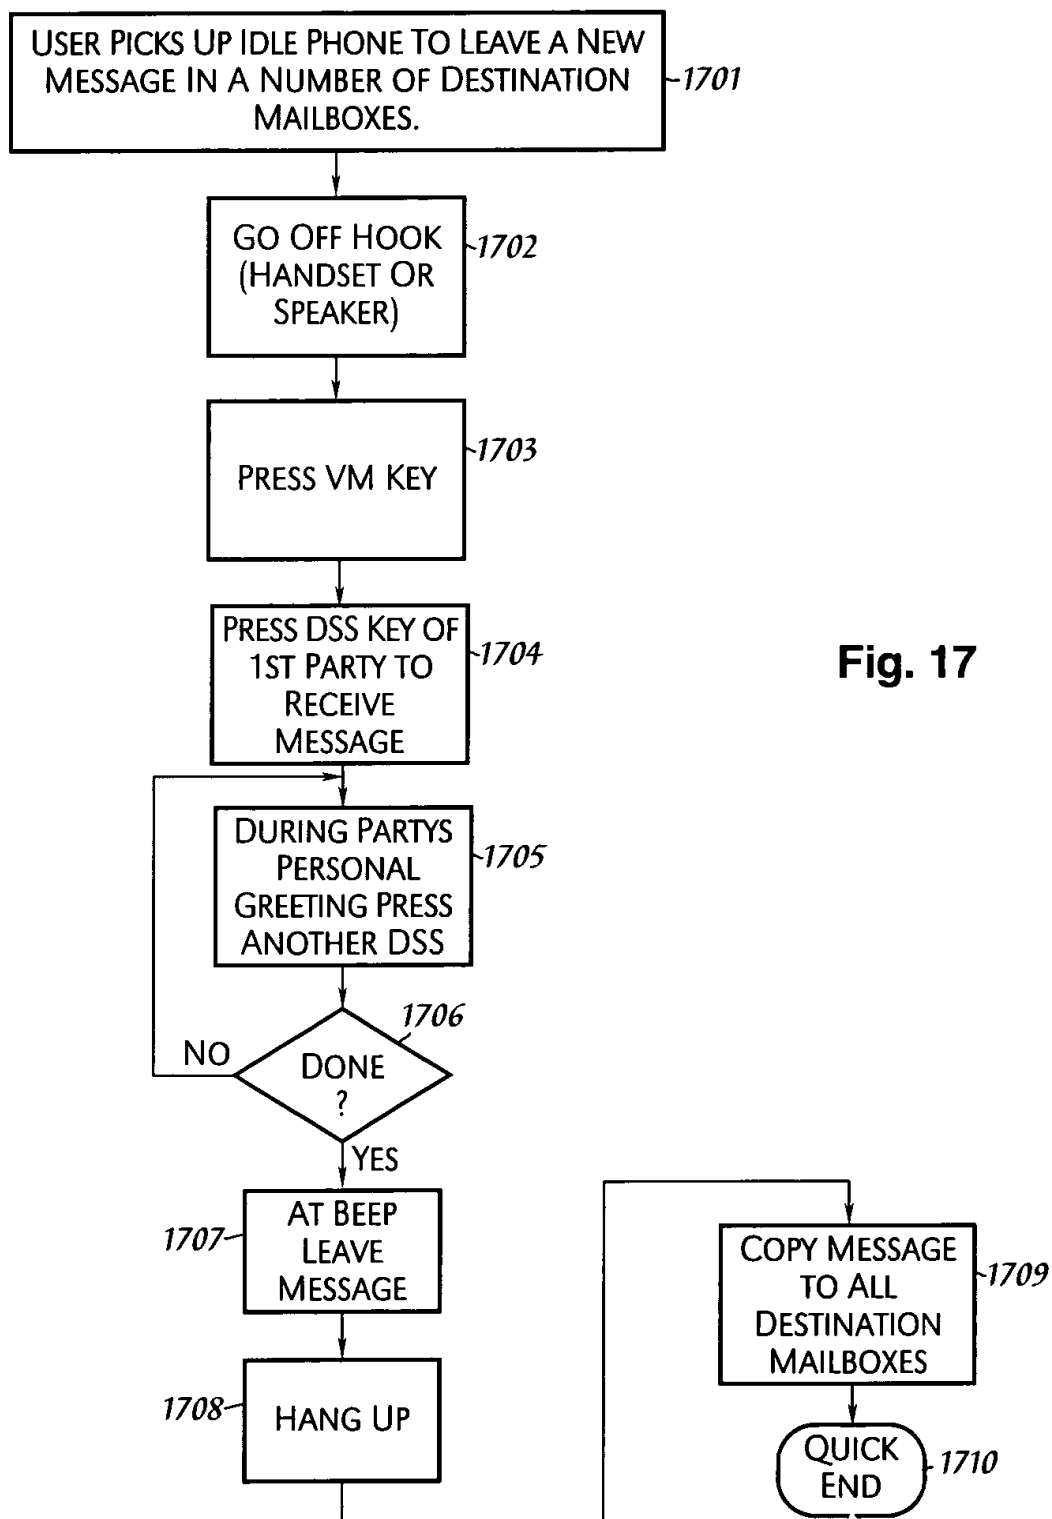 USER PICKS UP IDLE PHONE TO LEAVE A NEW
MESSAGE IN A NUMBER OF DESTINATION
MAILBOXES.
1701
GO OFF HOOK
(HANDSET OR
SPEAKER)
1702
PRESS VM KEY
1703
PRESS DSS KEY OF
1ST PARTY TO
RECEIVE
MESSAGE
1704
Fig. 17
DURING PARTYS
PERSONAL
GREETING PRESS
ANOTHER DSS
1705
1706
NO
DONE
?
YES
AT BEEP
LEAVE
MESSAGE
1707
HANG UP
1708
COPY MESSAGE
TO ALL
DESTINATION
MAILBOXES
1709
QUICK
END
1710